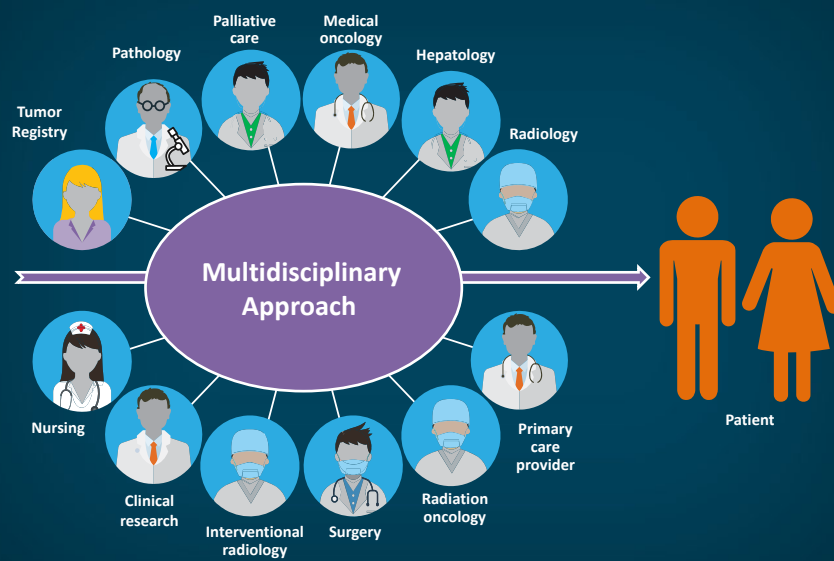 Palliative
care
Medical
oncology
Pathology
Hepatology
Tumor
Registry
Radiology
Multidisciplinary
Approach
Patient
Nursing
Primary
care
provider
Clinical
research
Radiation
oncology
Interventional
radiology
Surgery